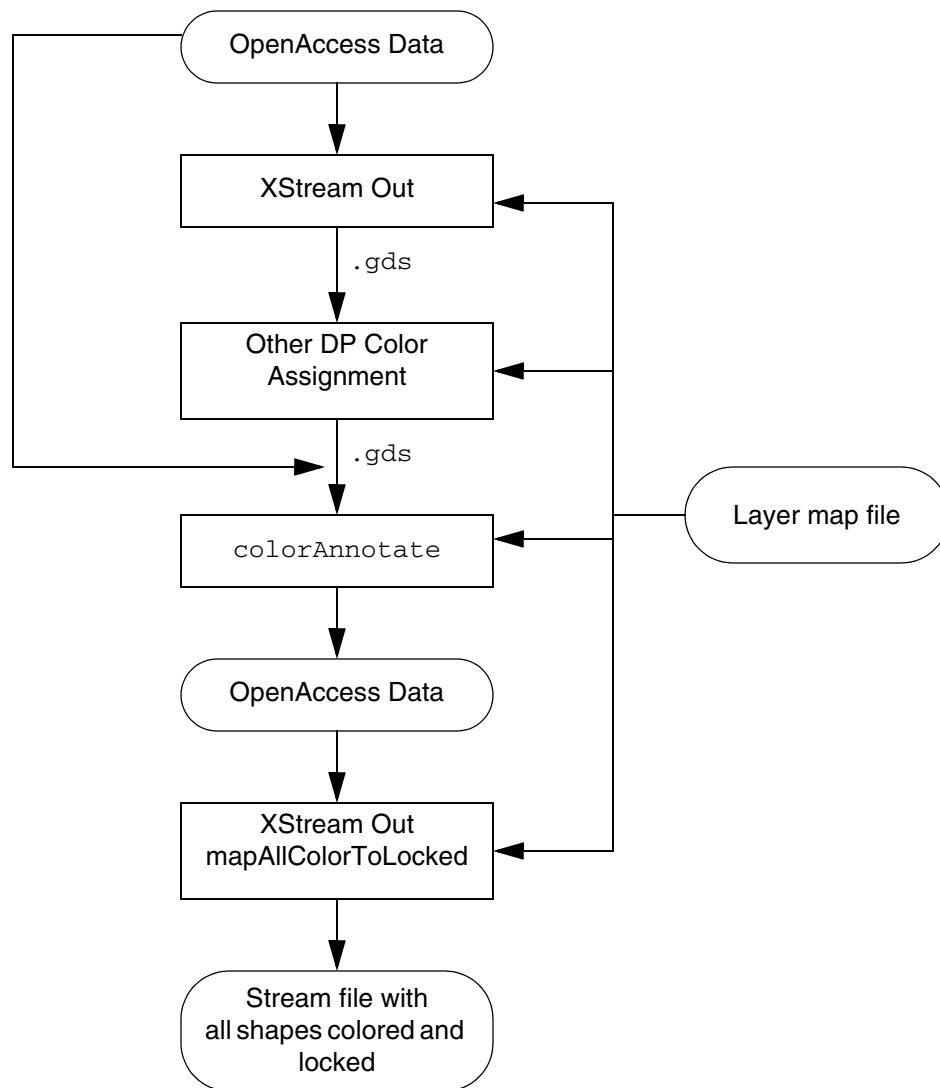 OpenAccess Data
XStream Out
.gds
Other DP Color
Assignment
.gds
colorAnnotate
Layer map file
OpenAccess Data
XStream Out
mapAllColorToLocked
Stream file with
all shapes colored and
locked